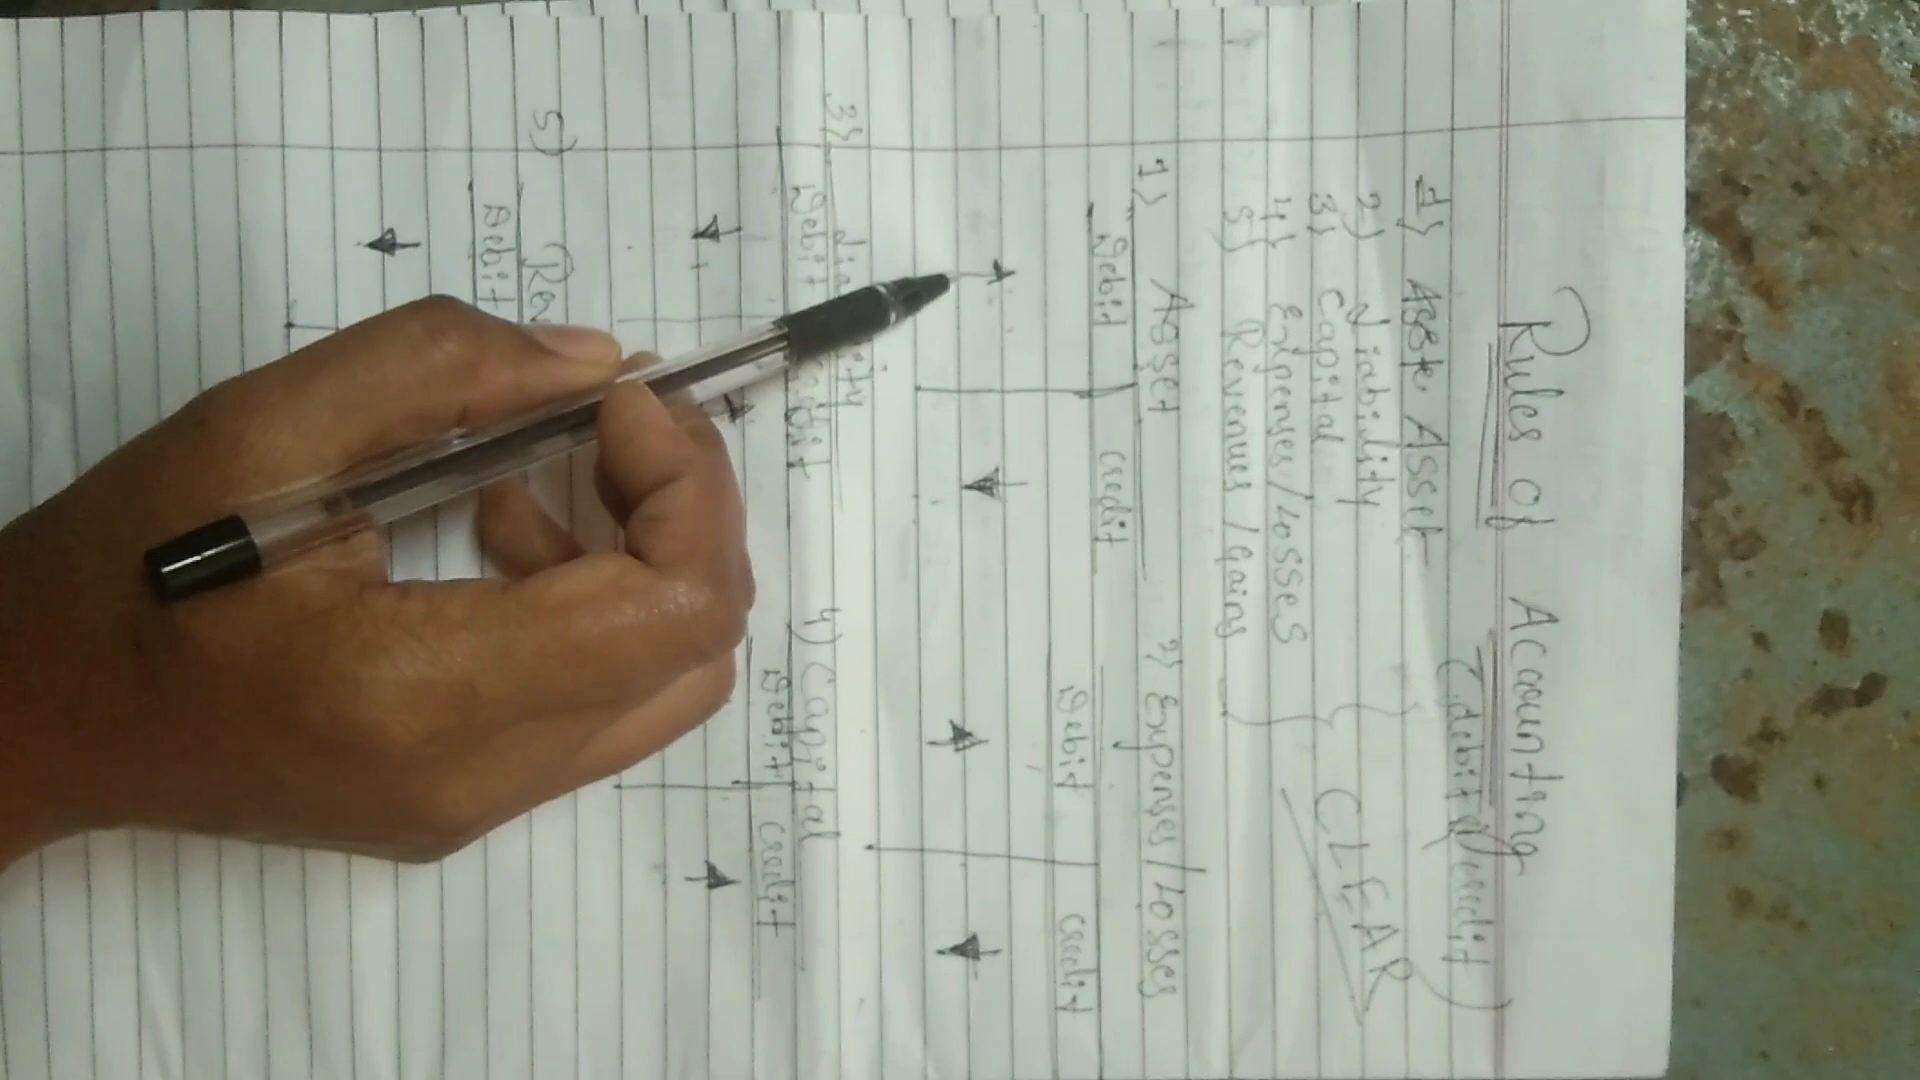 Rules of Accounting
(debit & credit)
1) Asset
2) Liability
3) Capital
4) Expenses/Losses
5) Revenues/Gains
CLEAR
1) Asset
Debit credit
2) Expenses/Losses
Debit credit
3)
Debit
4) Capital
Debit credit
5) Rev
Debit